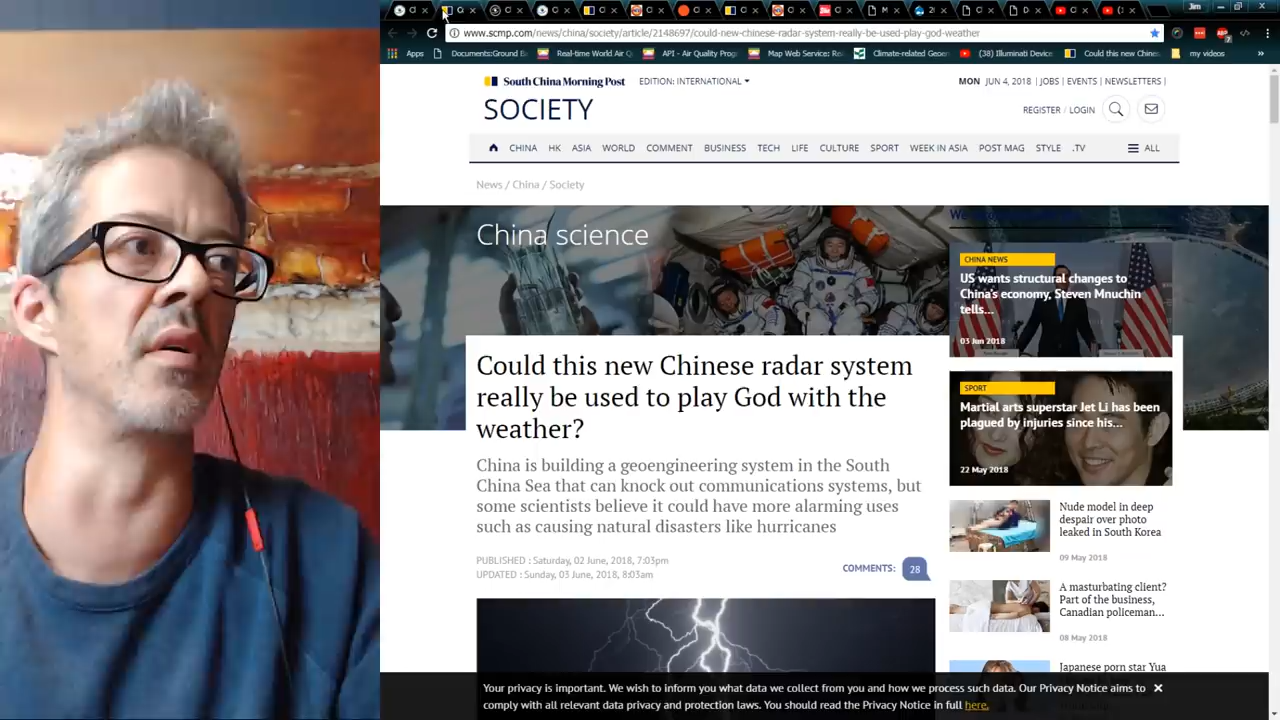 Jim
www.scmp.com/news/china/society/article/2148697/could-new-chinese-radar-system-really-be-used-play-god-weather
Apps
Documents:Ground Be
Real-time World Air Q
API - Air Quality Prog
Map Web Service: Re
Climate-related Geoen
(38) Illuminati Device
Could this new Chines
my videos
»
South China Morning Post
EDITION: INTERNATIONAL
MON JUN 4, 2018 | JOBS | EVENTS | NEWSLETTERS |
SOCIETY
REGISTER / LOGIN
CHINA HK ASIA WORLD COMMENT BUSINESS TECH LIFE CULTURE SPORT WEEK IN ASIA POST MAG STYLE .TV ALL
News / China / Society
China science
CHINA NEWS
US wants structural changes to
China's economy, Steven Mnuchin
tells...
03 Jun 2018
Could this new Chinese radar system
really be used to play God with the
weather?
China is building a geoengineering system in the South
China Sea that can knock out communications systems, but
some scientists believe it could have more alarming uses
such as causing natural disasters like hurricanes
PUBLISHED : Saturday, 02 June, 2018, 7:03pm
UPDATED : Sunday, 03 June, 2018, 8:03am
COMMENTS: 28
SPORT
Martial arts superstar Jet Li has been
plagued by injuries since his...
22 May 2018
Nude model in deep
despair over photo
leaked in South Korea
09 May 2018
A masturbating client?
Part of the business,
Canadian policeman...
08 May 2018
Japanese porn star Yua
Your privacy is important. We wish to inform you what data we collect from you and how we process such data. Our Privacy Notice aims to
comply with all relevant data privacy and protection laws. You should read the Privacy Notice in full here.